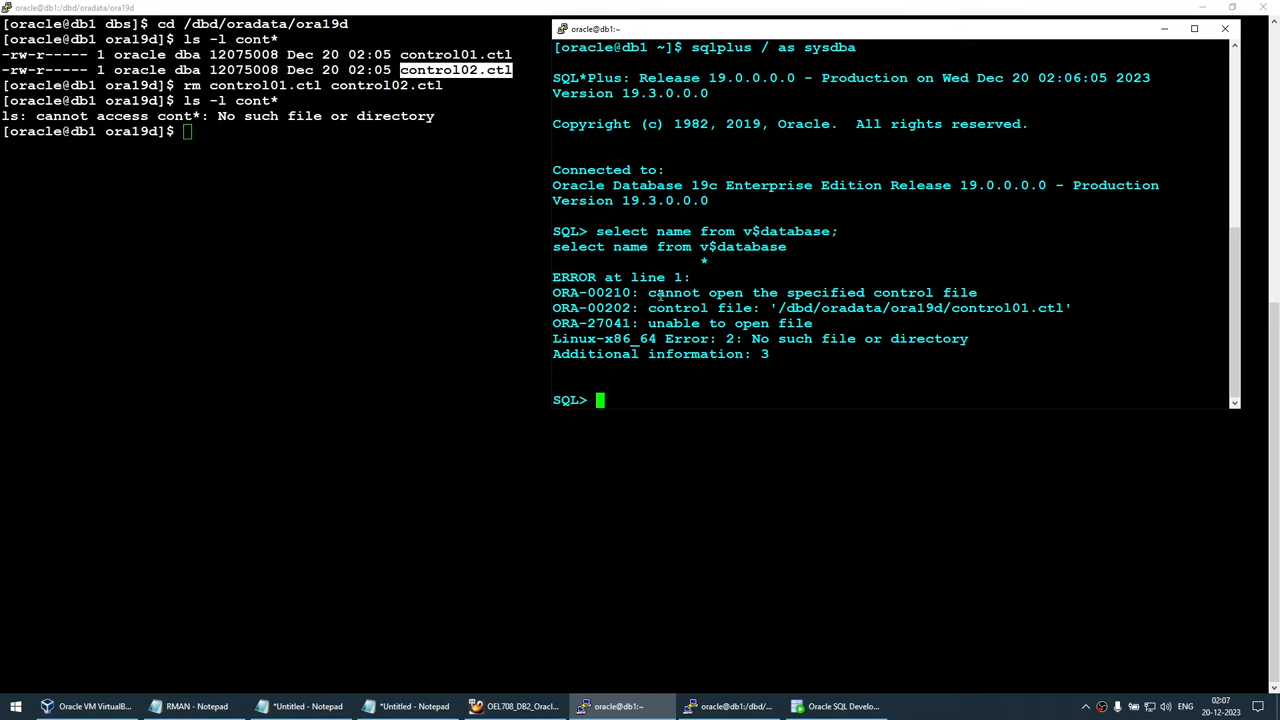 oracle@db1:/dbd/oradata/ora19d
[oracle@db1 dbs]$ cd /dbd/oradata/ora19d
[oracle@db1 ora19d]$ ls -l cont*
-rw-r----- 1 oracle dba 12075008 Dec 20 02:05 control01.ctl
-rw-r----- 1 oracle dba 12075008 Dec 20 02:05 control02.ctl
[oracle@db1 ora19d]$ rm control01.ctl control02.ctl
[oracle@db1 ora19d]$ ls -l cont*
ls: cannot access cont*: No such file or directory
[oracle@db1 ora19d]$
oracle@db1:~
[oracle@db1 ~]$ sqlplus / as sysdba
SQL*Plus: Release 19.0.0.0.0 - Production on Wed Dec 20 02:06:05 2023
Version 19.3.0.0.0
Copyright (c) 1982, 2019, Oracle.  All rights reserved.
Connected to:
Oracle Database 19c Enterprise Edition Release 19.0.0.0.0 - Production
Version 19.3.0.0.0
SQL> select name from v$database;
select name from v$database
*
ERROR at line 1:
ORA-00210: cannot open the specified control file
ORA-00202: control file: '/dbd/oradata/ora19d/control01.ctl'
ORA-27041: unable to open file
Linux-x86_64 Error: 2: No such file or directory
Additional information: 3
SQL>
Oracle VM VirtualB...
RMAN - Notepad
*Untitled - Notepad
*Untitled - Notepad
OEL708_DB2_Oracl...
oracle@db1:~
oracle@db1:/dbd/...
Oracle SQL Develo...
ENG
02:07
20-12-2023